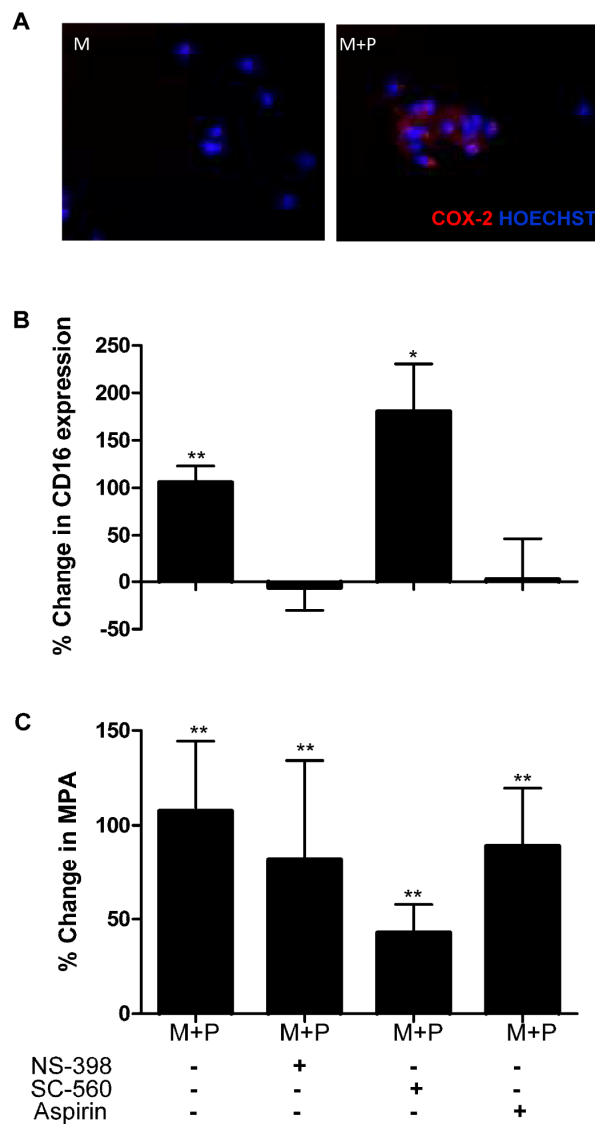 A
M
M+P
COX-2 HOECHST
B
% Change in CD16 expression
250
200
150
100
50
0
-50
**
*
C
% Change in MPA
150
100
50
0
**
**
**
**
M+P M+P M+P M+P
NS-398 - + - -
SC-560 - - + -
Aspirin - - - +